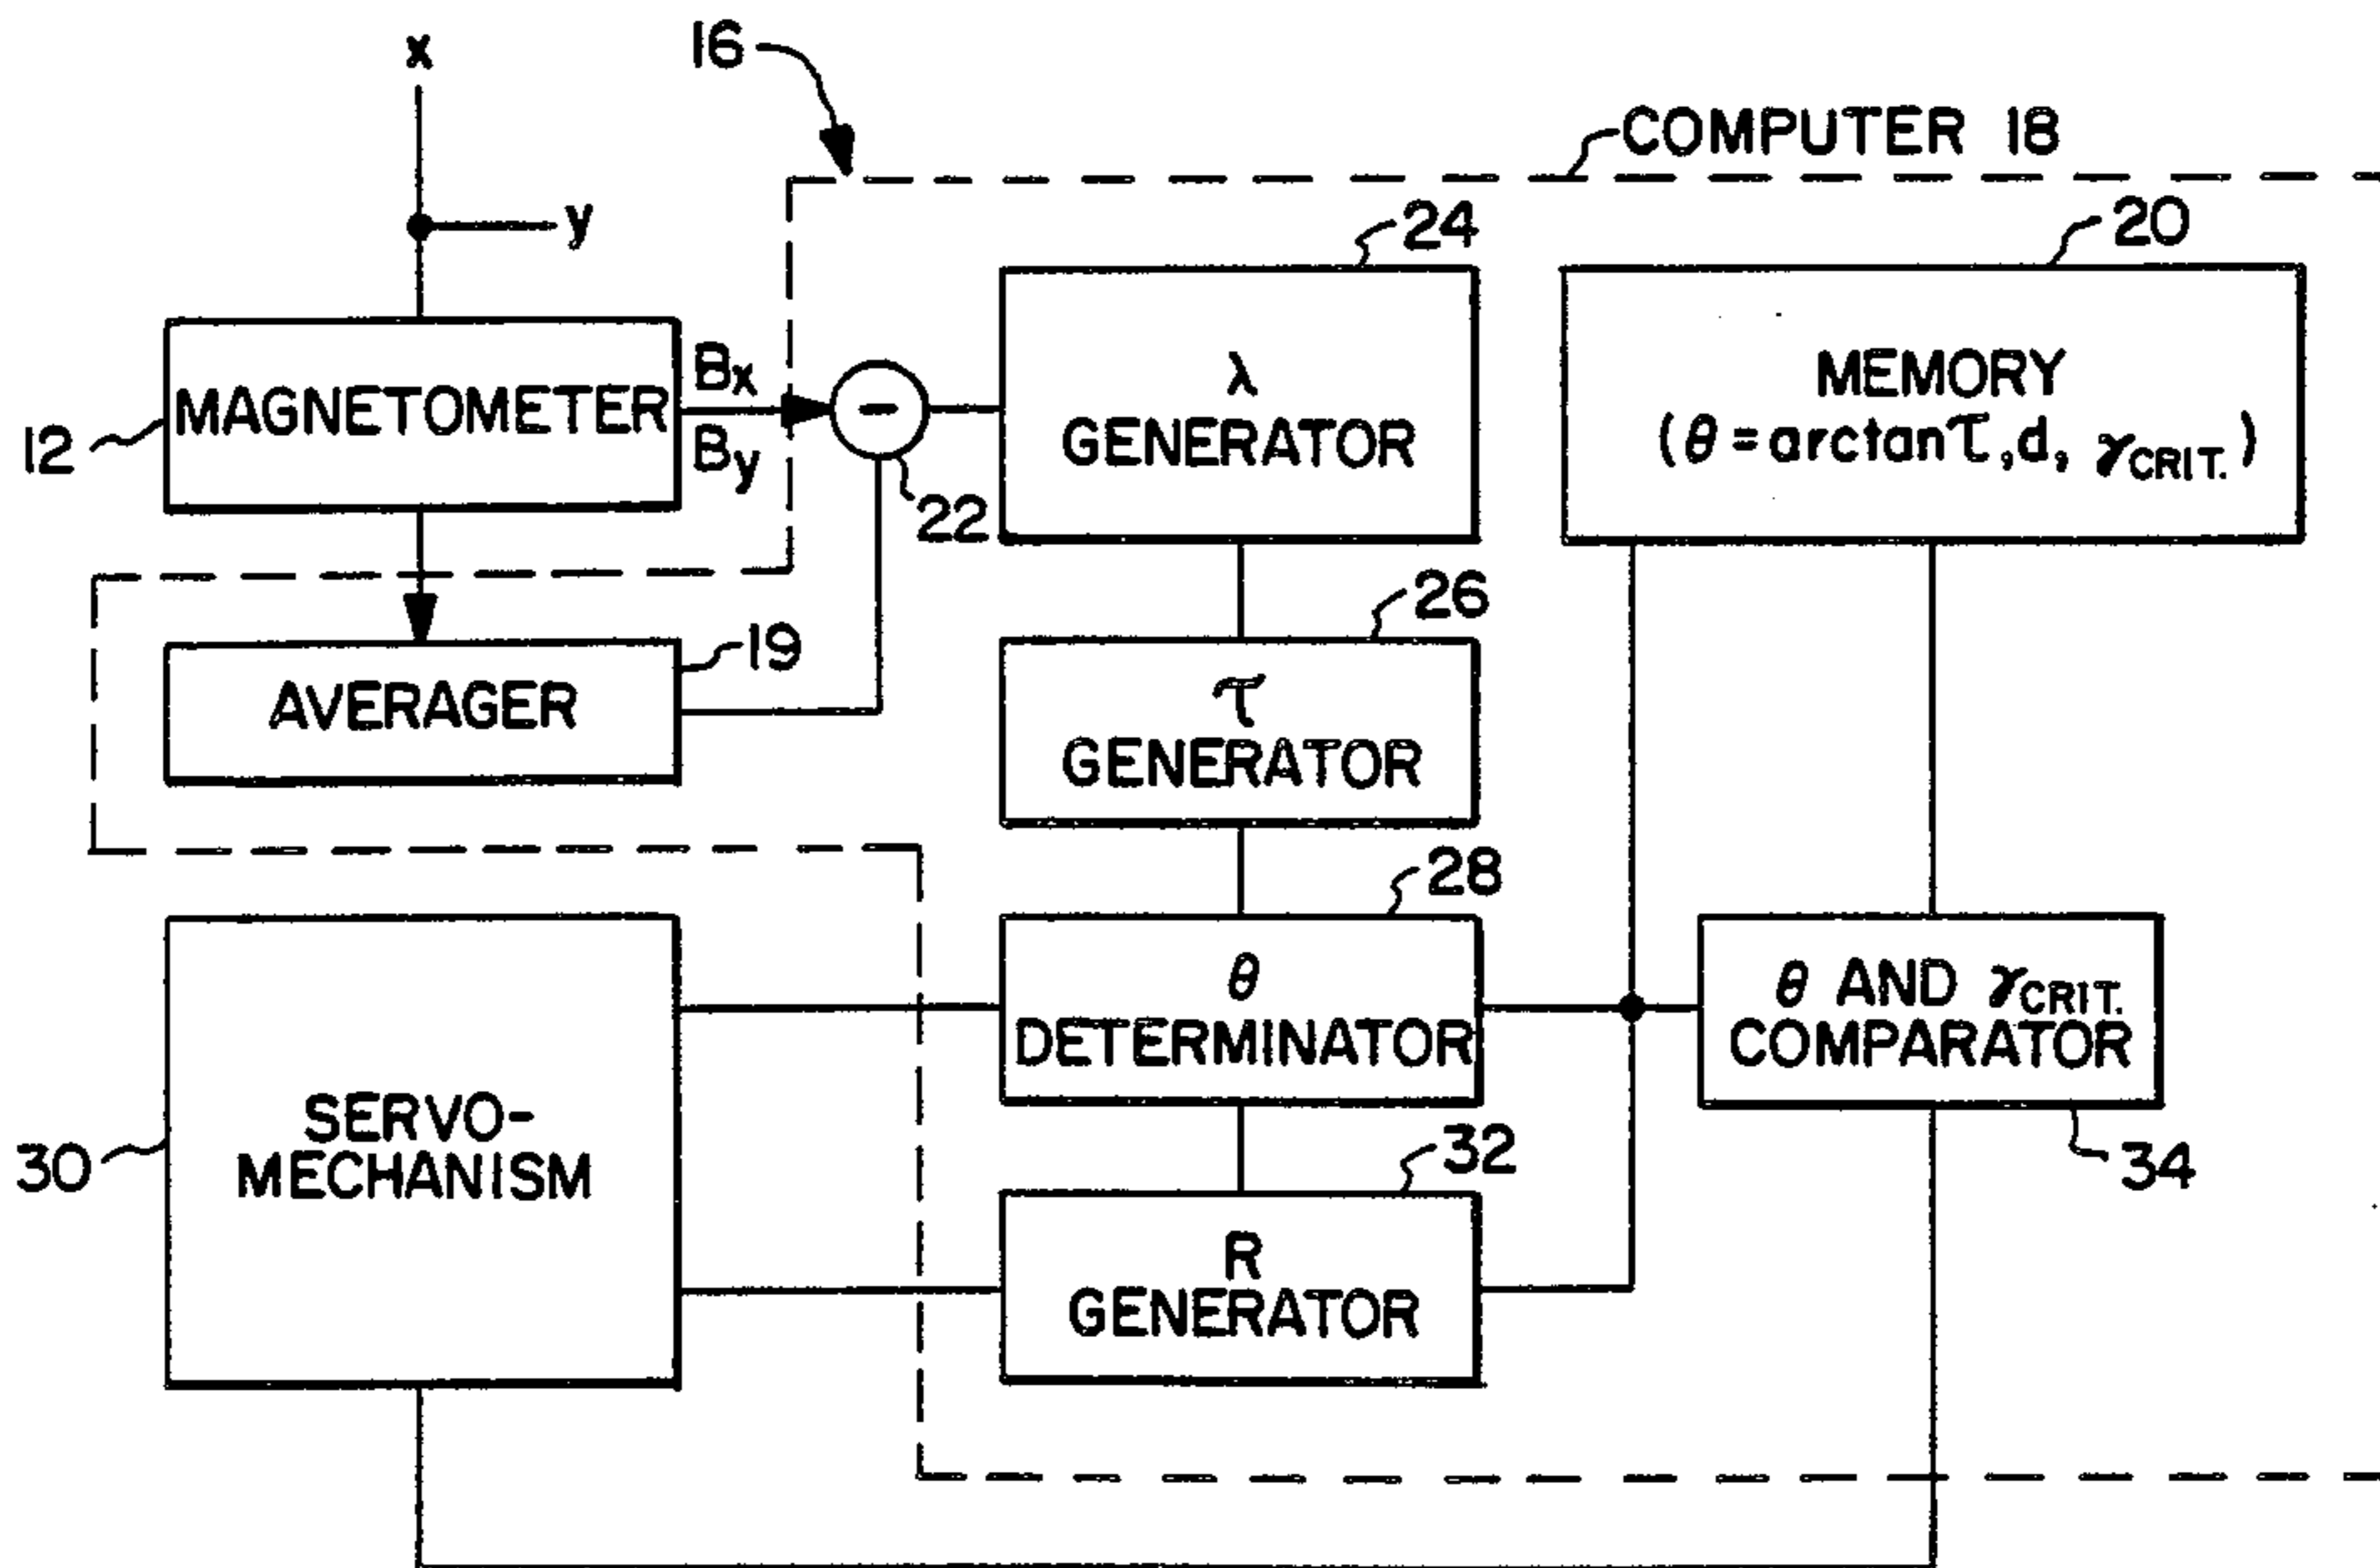 x
16
COMPUTER 18
y
24
20
MAGNETOMETER
Bx
By
12
−
22
λ
GENERATOR
MEMORY
(θ = arctan τ, d, γCRIT.)
26
19
AVERAGER
τ
GENERATOR
28
θ
DETERMINATOR
θ AND γCRIT.
COMPARATOR
34
SERVO-
MECHANISM
30
32
R
GENERATOR